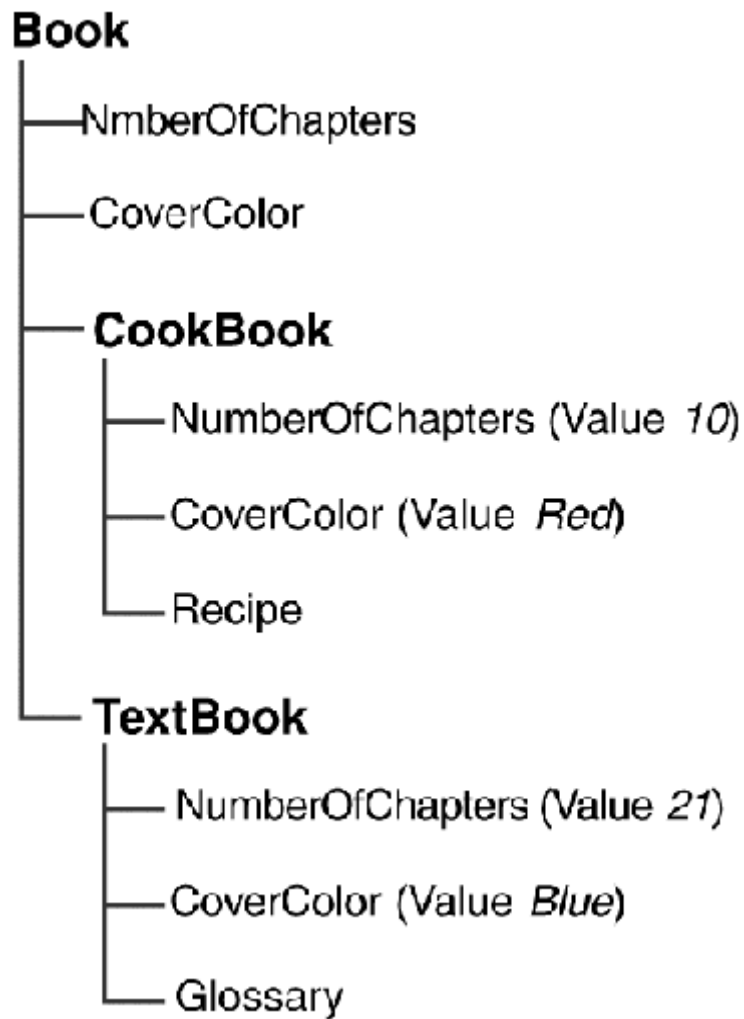 Book
NmberOfChapters
CoverColor
CookBook
NumberOfChapters (Value 10)
CoverColor (Value Red)
Recipe
TextBook
NumberOfChapters (Value 21)
CoverColor (Value Blue)
Glossary